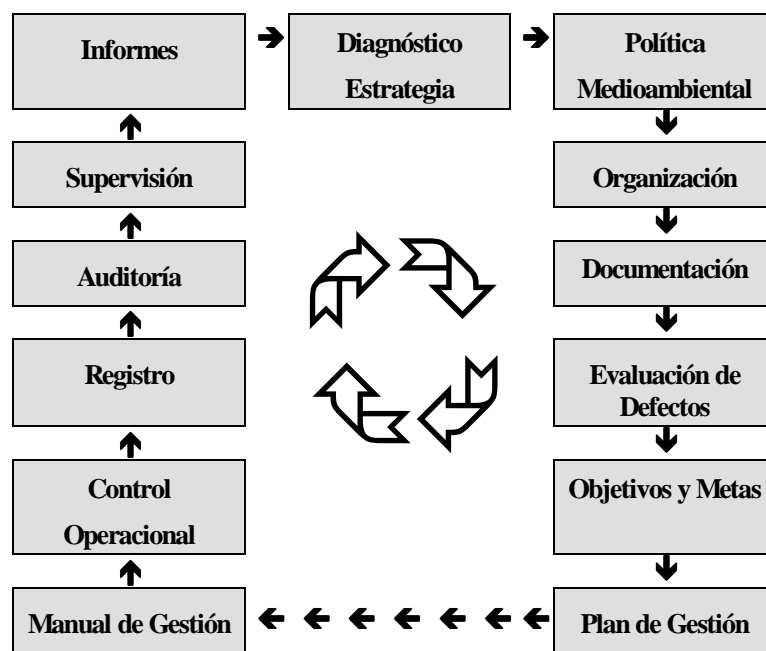 Informes
Diagnóstico
Estrategia
Política
Medioambiental
Supervisión
Organización
Auditoría
Documentación
Registro
Evaluación de
Defectos
Control
Operacional
Objetivos y Metas
Manual de Gestión
Plan de Gestión